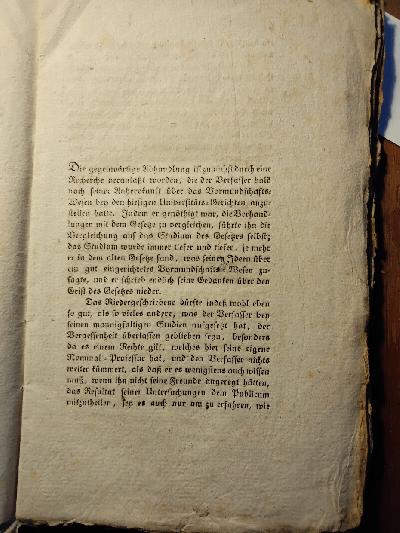 Die gegenwärtige Abhandlung ist zunächst durch eine
Recherche veranlaßt worden, die der Verfasser bald
nach seiner Anherokunft über das Vormundschafts-
Wesen bey den hiesigen Universitäts-Gerichten anzu-
stellen hatte. Indem er genöthigt war, die Verhand-
lungen mit dem Gesetze zu vergleichen, führte ihn die
Vergleichung auf das Studium des Gesetzes selbst;
das Studium wurde immer tiefer und tiefer, je mehr
er in dem alten Gesetz fand, was seinen Ideen über
ein gut eingerichtetes Vormundschafts-Wesen zu-
sagte, und er schrieb endlich seine Gedanken über den
Geist des Gesetzes nieder.
Das Niedergeschriebene dürfte indeß wohl eben
so gut, als so vieles andere, was der Verfasser bey
seinen mannigfaltigen Studien aufgesetzt hat, der
Vergessenheit überlassen geblieben seyn, besonders
da es einem Rechte gilt, welches hier seine eigene
Nominal-Professur hat, und den Verfasser nichts
weiter kümmert, als daß er es wenigstens auch wissen
muß, wenn ihn nicht seine Freunde angeregt hätten,
das Resultat seiner Untersuchungen dem Publicum
mitzutheilen, sey es auch nur um zu erfahren, wie